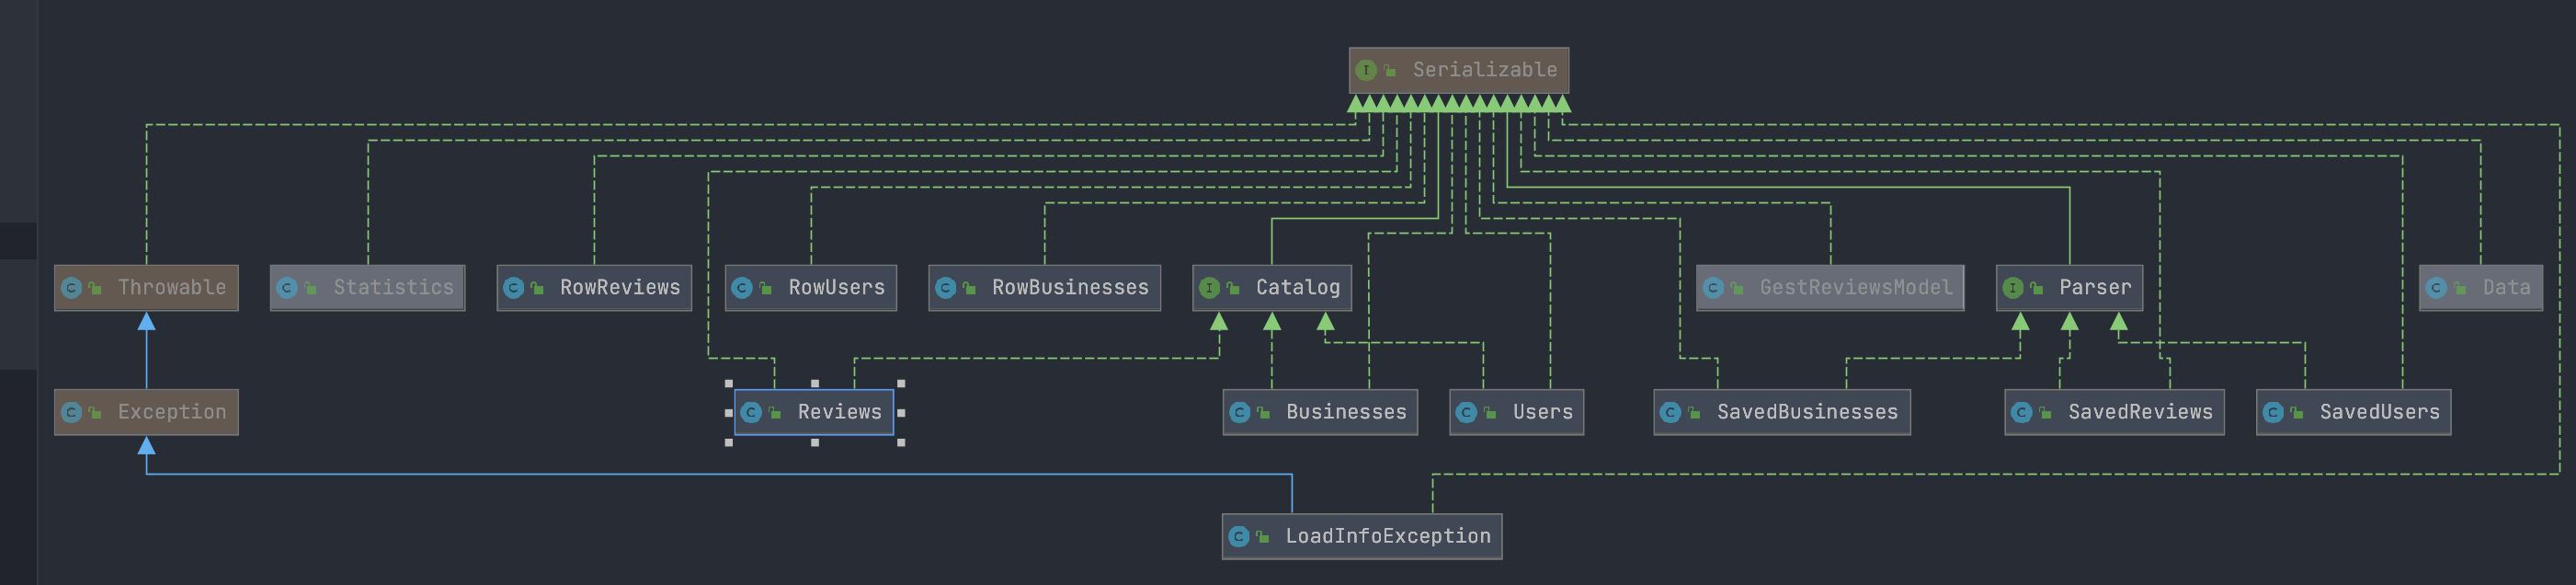 Serializable
Throwable
Statistics
RowReviews
RowUsers
RowBusinesses
Catalog
GestReviewsModel
Parser
Data
Exception
Reviews
Businesses
Users
SavedBusinesses
SavedReviews
SavedUsers
LoadInfoException